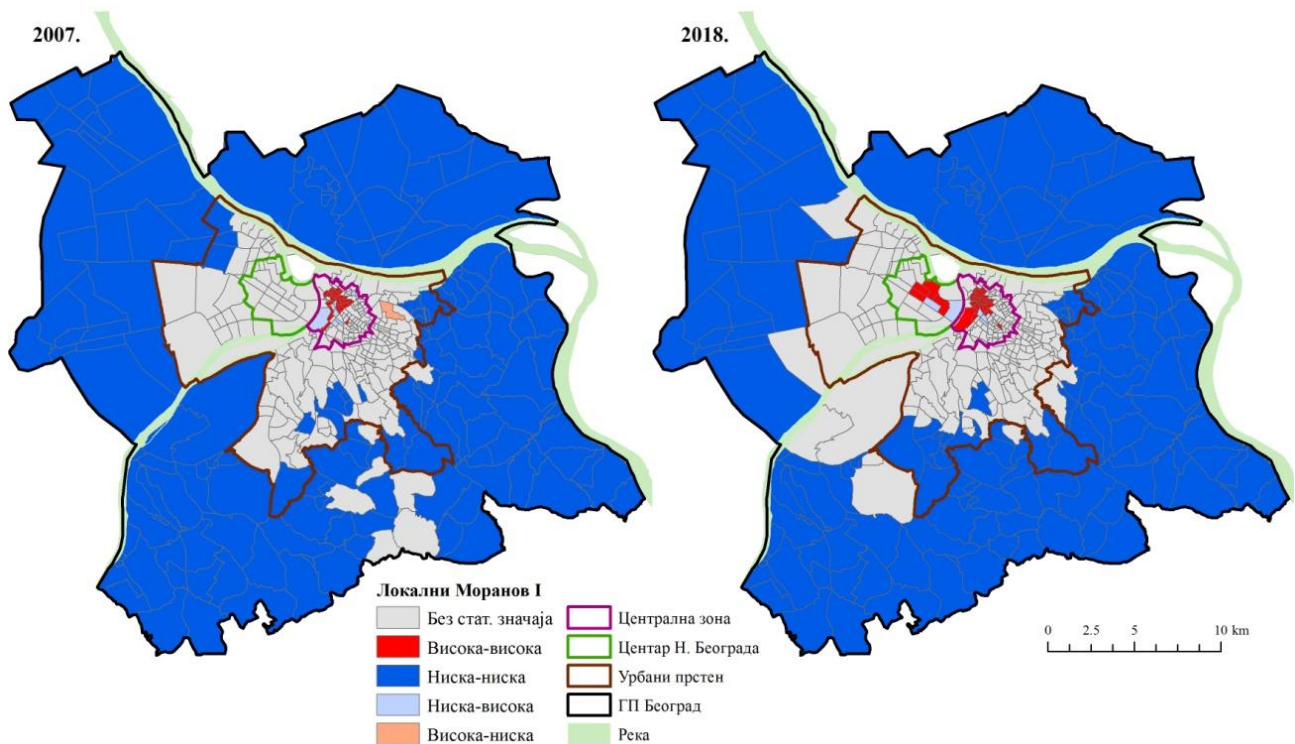 2007.
2018.
Локални Моранов I
Без стат. значаја
Висока-висока
Ниска-ниска
Ниска-висока
Висока-ниска
Централна зона
Центар Н. Београда
Урбани прстен
ГП Београд
Река
0 2.5 5 10 km